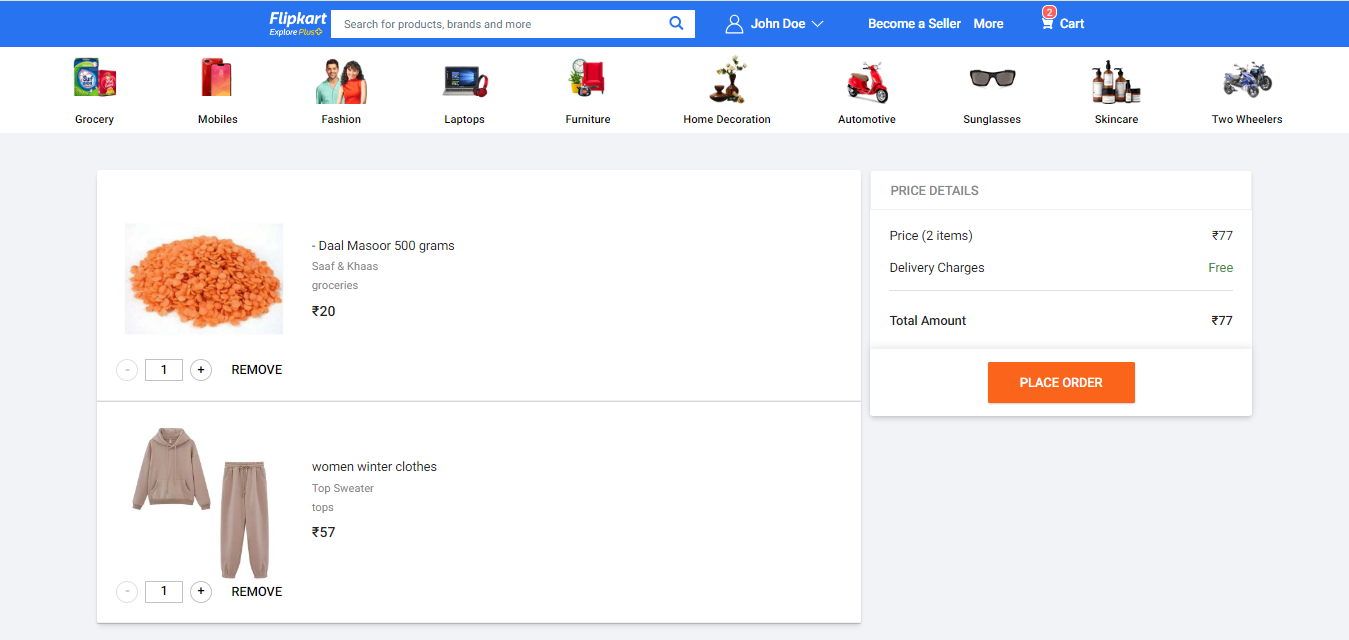 Flipkart
Explore Plus
Search for products, brands and more
John Doe
Become a Seller
More
2
Cart
Grocery
Mobiles
Fashion
Laptops
Furniture
Home Decoration
Automotive
Sunglasses
Skincare
Two Wheelers
- Daal Masoor 500 grams
Saaf & Khaas
groceries
₹20
- 1 + REMOVE
women winter clothes
Top Sweater
tops
₹57
- 1 + REMOVE
PRICE DETAILS
Price (2 items) ₹77
Delivery Charges Free
Total Amount ₹77
PLACE ORDER